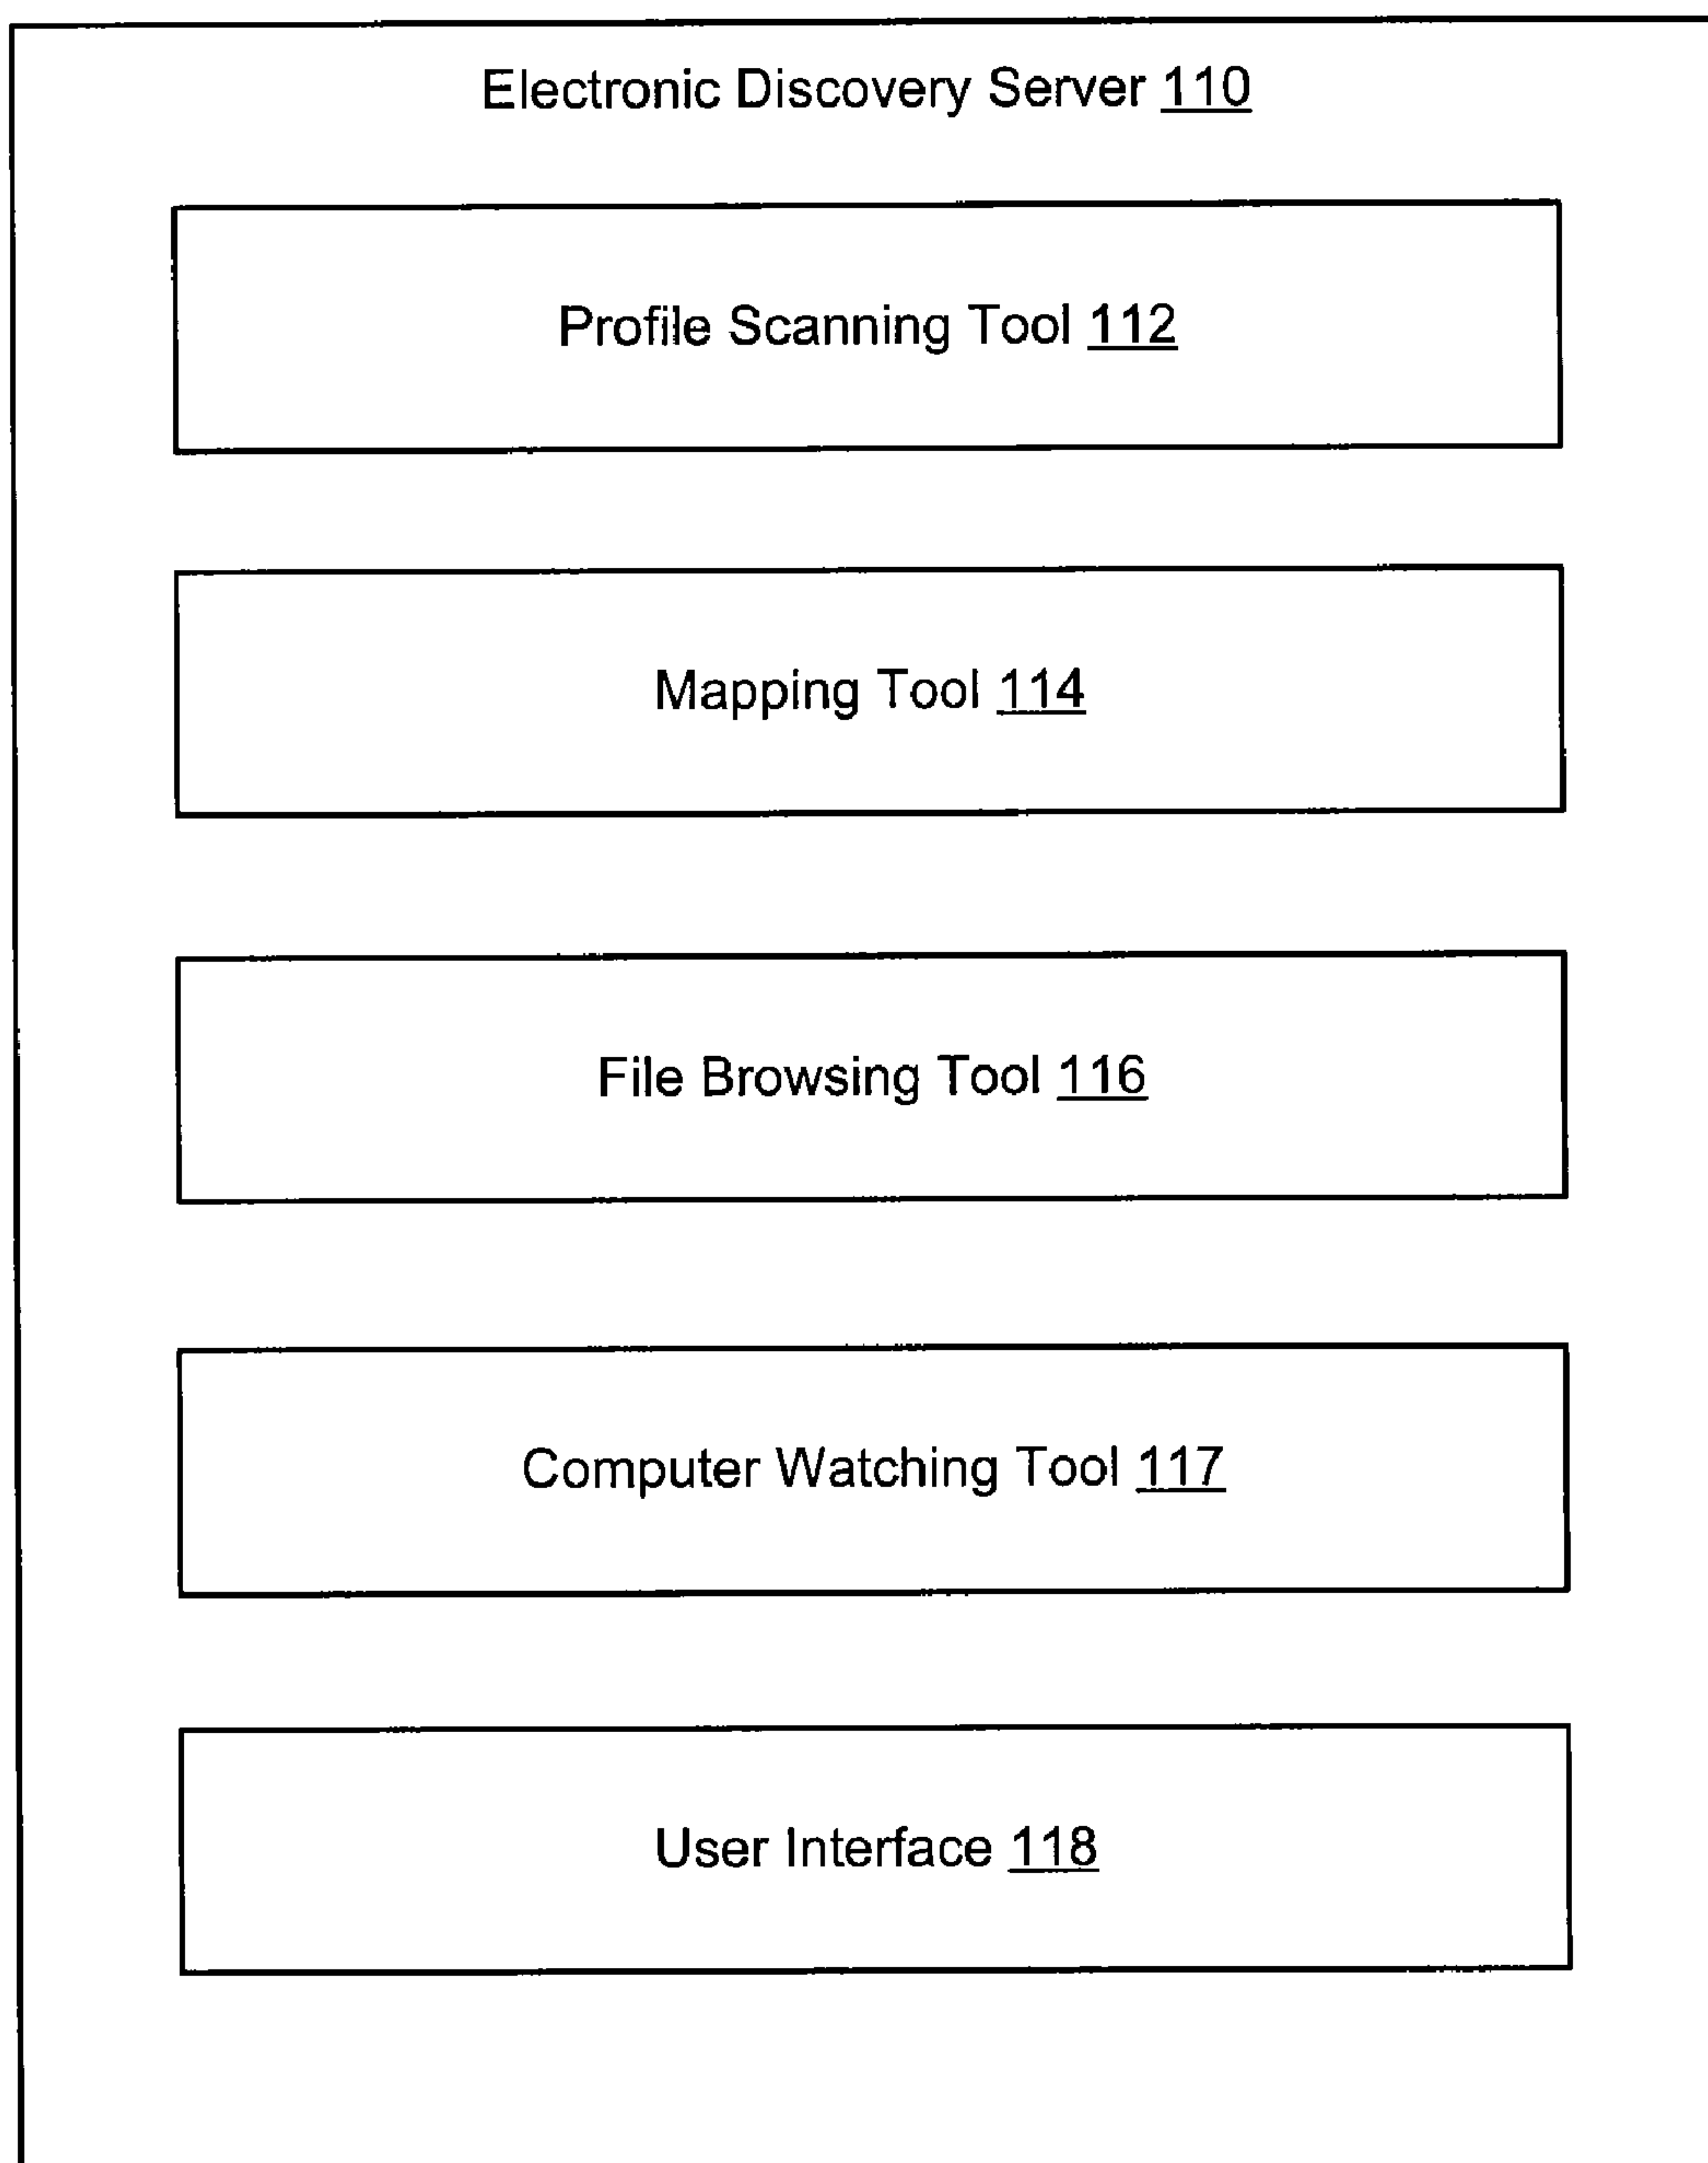 Electronic Discovery Server 110
Profile Scanning Tool 112
Mapping Tool 114
File Browsing Tool 116
Computer Watching Tool 117
User Interface 118